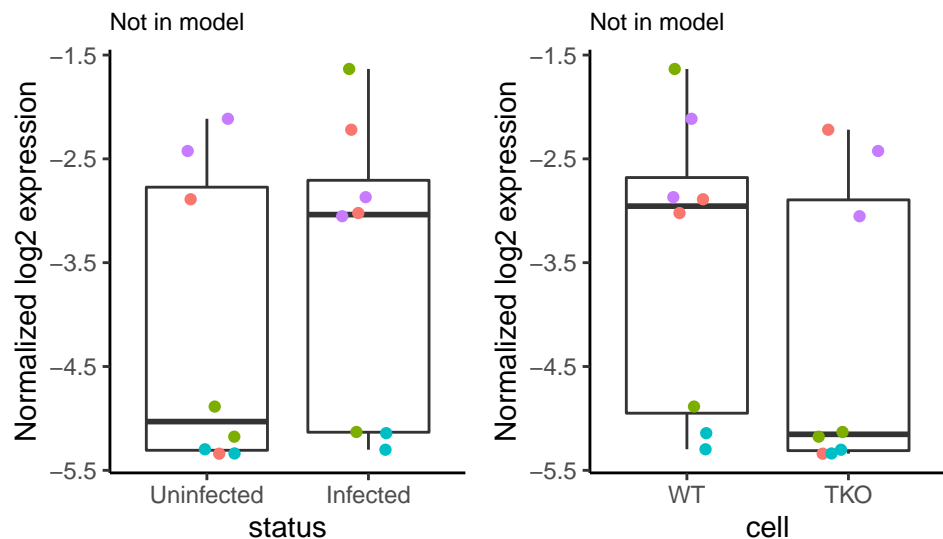 Not in model
Normalized log2 expression
−1.5
−2.5
−3.5
−4.5
−5.5
Uninfected Infected
status
Not in model
Normalized log2 expression
−1.5
−2.5
−3.5
−4.5
−5.5
WT TKO
cell